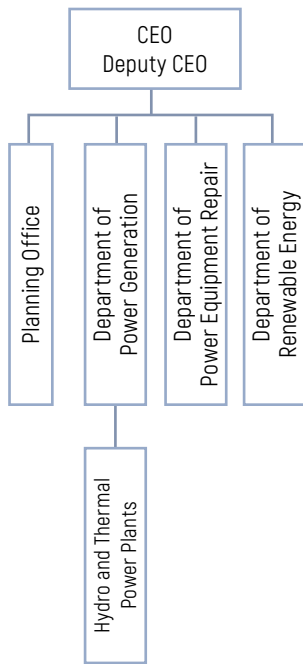 CEO
Deputy CEO
Planning Office
Department of
Power Generation
Department of
Power Equipment Repair
Department of
Renewable Energy
Hydro and Thermal
Power Plants